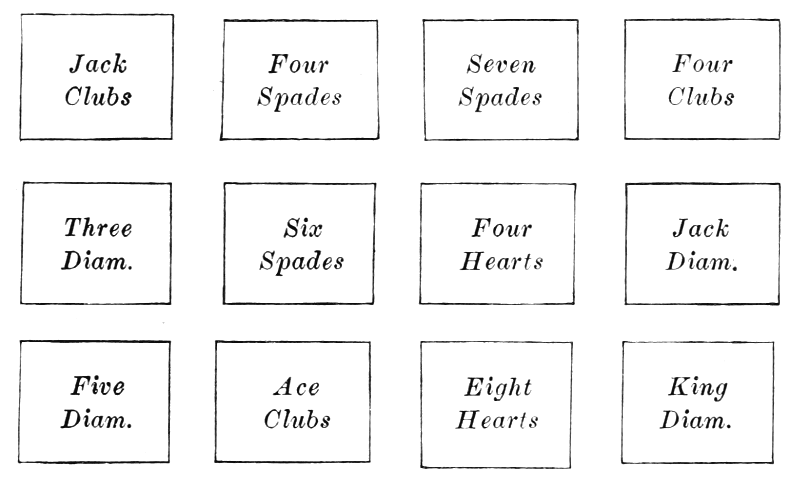 Jack
Clubs
Four
Spades
Seven
Spades
Four
Clubs
Three
Diam.
Six
Spades
Four
Hearts
Jack
Diam.
Five
Diam.
Ace
Clubs
Eight
Hearts
King
Diam.